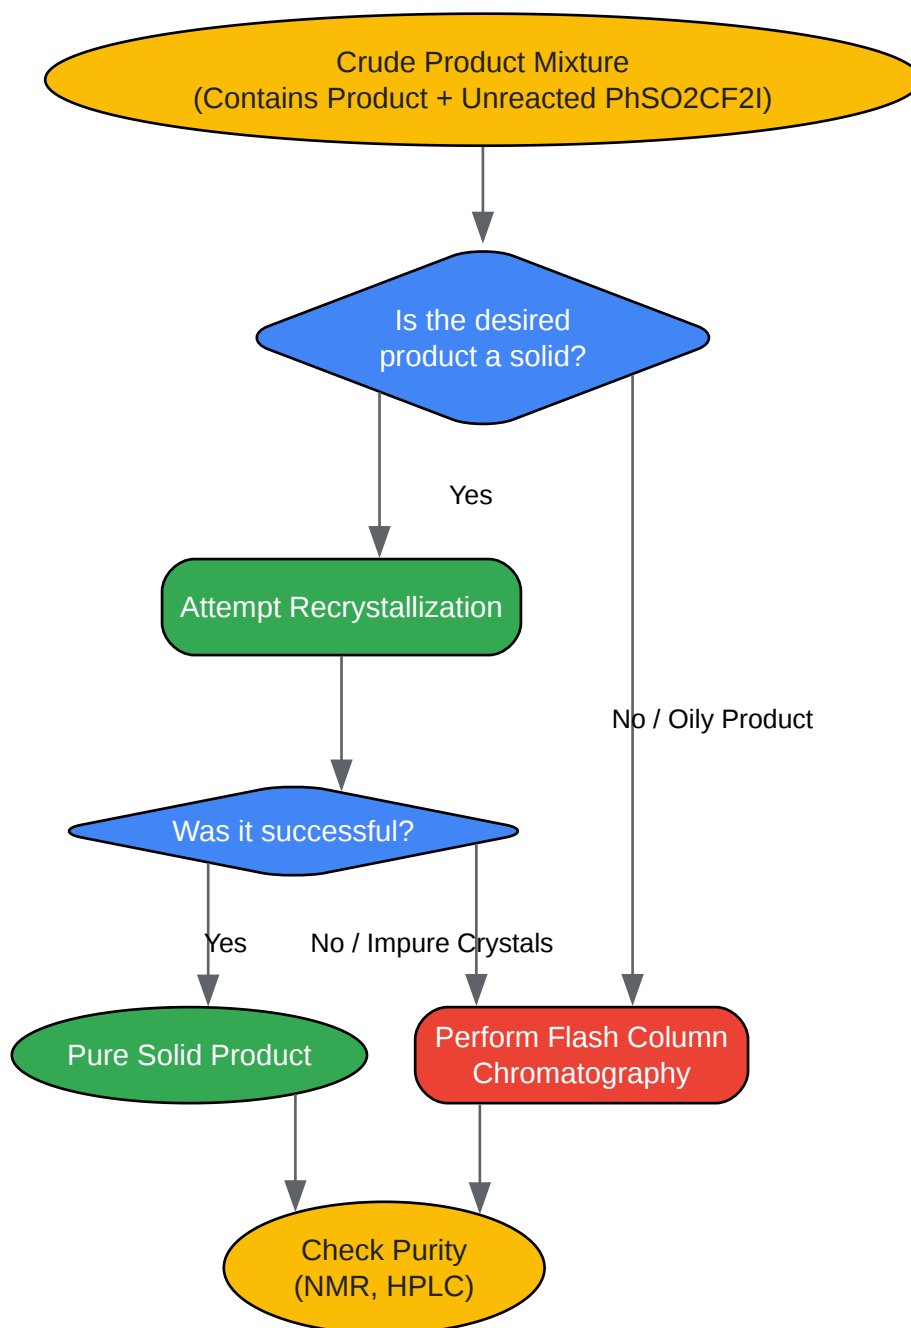 Crude Product Mixture
(Contains Product + Unreacted PhSO2CF2I)
Is the desired
product a solid?
Yes
Attempt Recrystallization
No / Oily Product
Was it successful?
Yes
No / Impure Crystals
Pure Solid Product
Perform Flash Column
Chromatography
Check Purity
(NMR, HPLC)